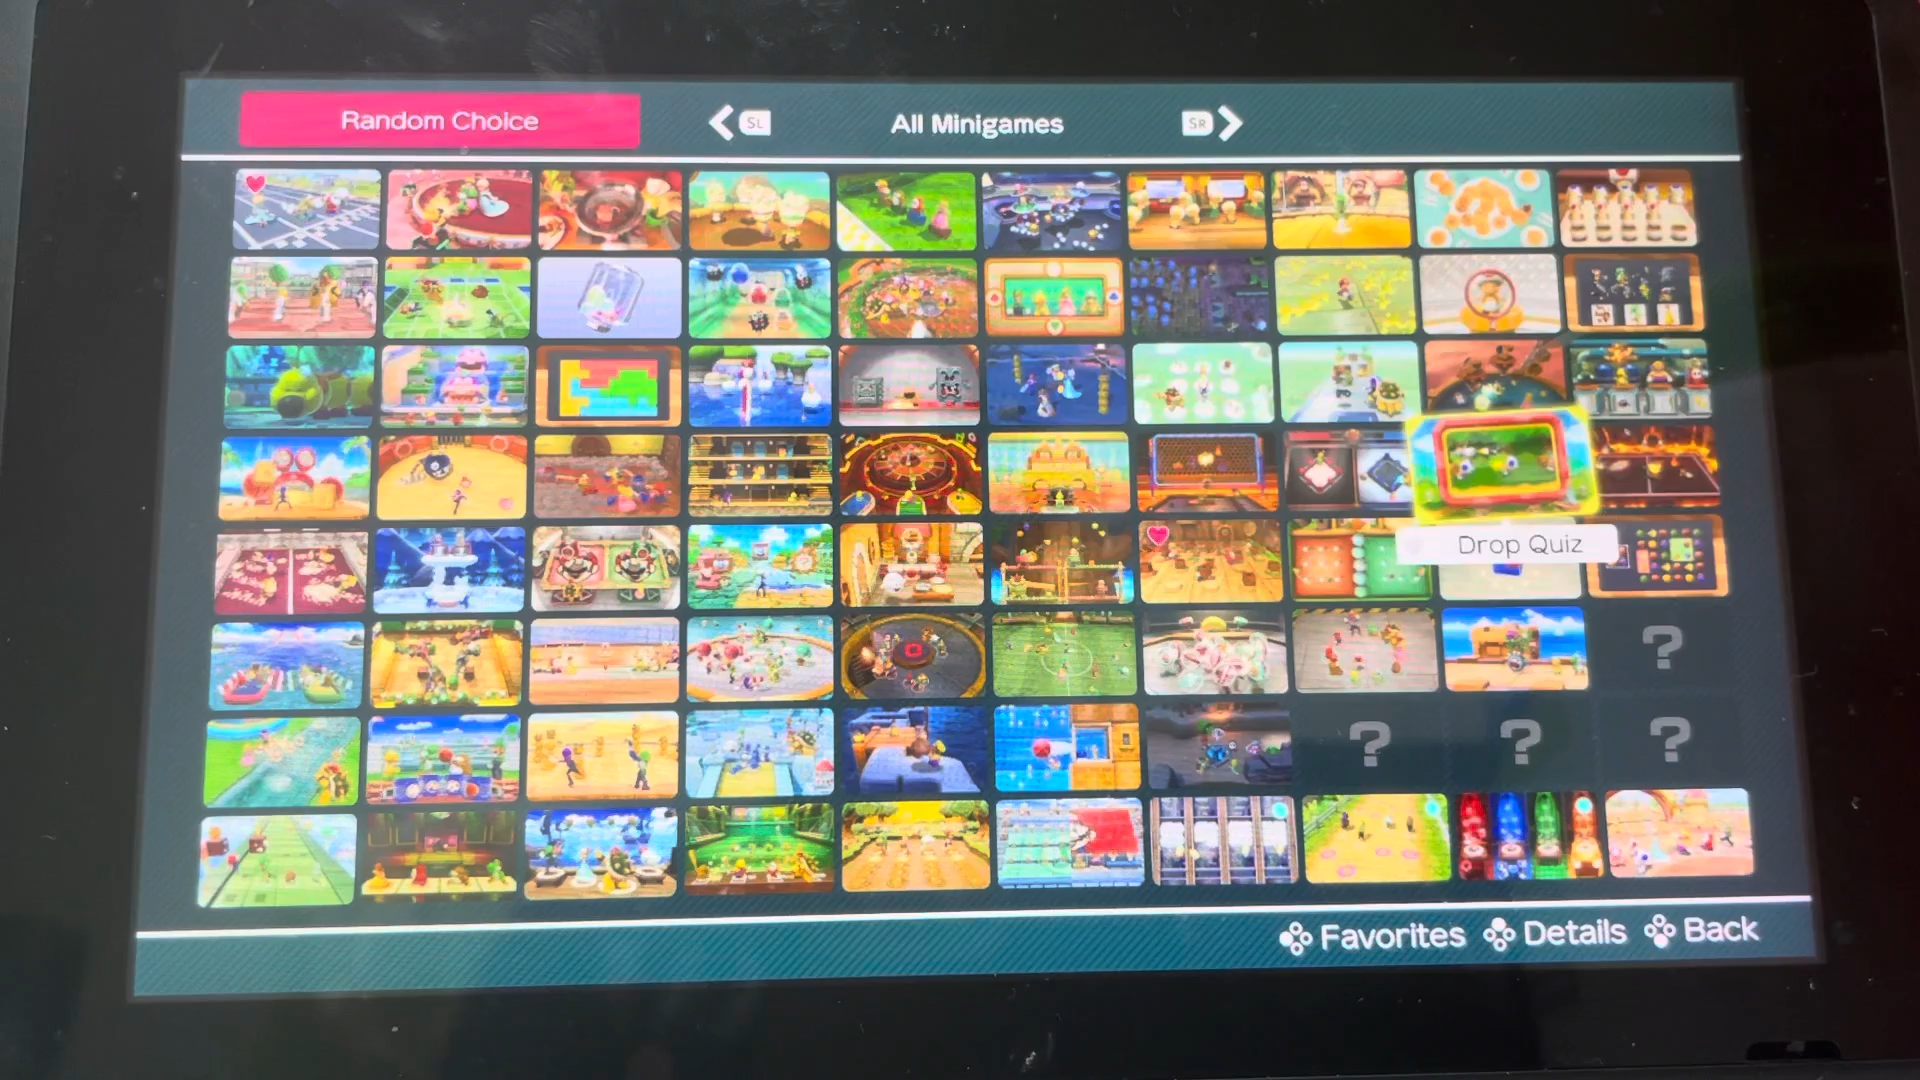 Random Choice
SL
All Minigames
SR
Drop Quiz
?
? ? ?
Favorites Details Back